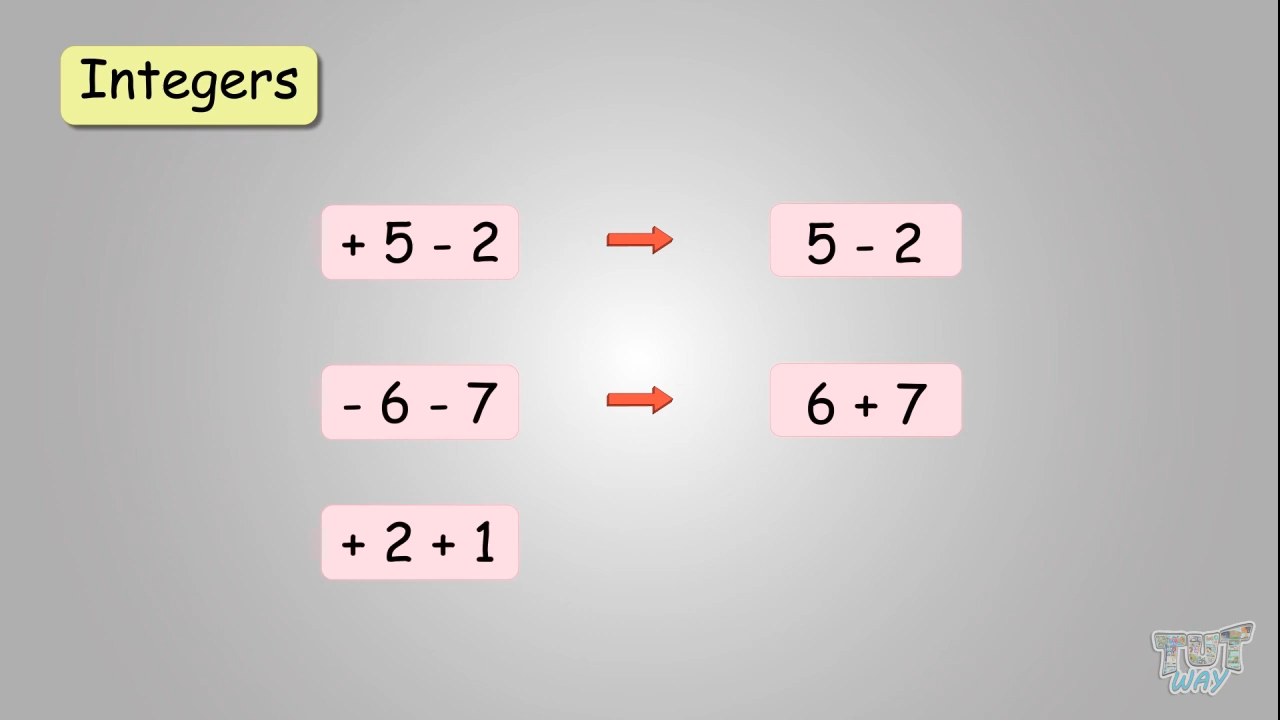 Integers
+ 5 - 2
5 - 2
- 6 - 7
6 + 7
+ 2 + 1
TUT
WAY